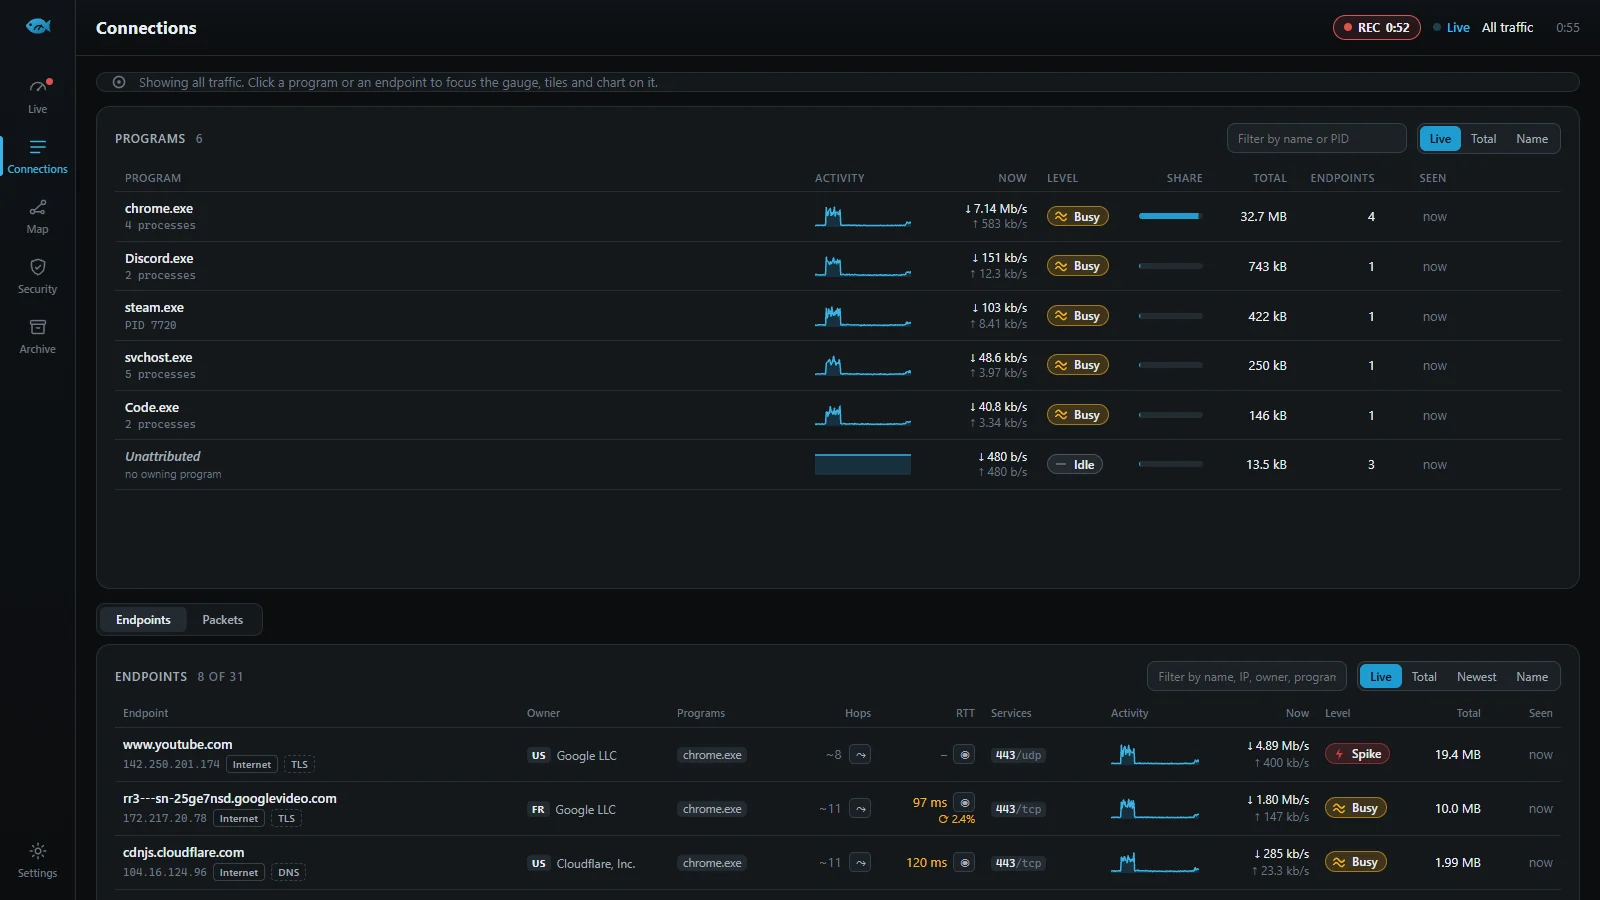 Connections
REC 0:52
Live
All traffic
0:55
Live
Connections
Map
Security
Archive
Settings
Showing all traffic. Click a program or an endpoint to focus the gauge, tiles and chart on it.
PROGRAMS 6
Filter by name or PID
Live Total Name
PROGRAM ACTIVITY NOW LEVEL SHARE TOTAL ENDPOINTS SEEN
chrome.exe ↓ 7.14 Mb/s Busy 32.7 MB 4 now
4 processes ↑ 583 kb/s
Discord.exe ↓ 151 kb/s Busy 743 kB 1 now
2 processes ↑ 12.3 kb/s
steam.exe ↓ 103 kb/s Busy 422 kB 1 now
PID 7720 ↑ 8.41 kb/s
svchost.exe ↓ 48.6 kb/s Busy 250 kB 1 now
5 processes ↑ 3.97 kb/s
Code.exe ↓ 40.8 kb/s Busy 146 kB 1 now
2 processes ↑ 3.34 kb/s
Unattributed ↓ 480 b/s Idle 13.5 kB 3 now
no owning program ↑ 480 b/s
Endpoints Packets
ENDPOINTS 8 OF 31
Filter by name, IP, owner, program
Live Total Newest Name
Endpoint Owner Programs Hops RTT Services Activity Now Level Total Seen
www.youtube.com US Google LLC chrome.exe ~8 – 443/udp ↓ 4.89 Mb/s Spike 19.4 MB now
142.250.201.174 Internet TLS ↑ 400 kb/s
rr3---sn-25ge7nsd.googlevideo.com FR Google LLC chrome.exe ~11 97 ms 443/tcp ↓ 1.80 Mb/s Busy 10.0 MB now
172.217.20.78 Internet TLS 2.4% ↑ 147 kb/s
cdnjs.cloudflare.com US Cloudflare, Inc. chrome.exe ~11 120 ms 443/tcp ↓ 285 kb/s Busy 1.99 MB now
104.16.124.96 Internet DNS ↑ 23.3 kb/s